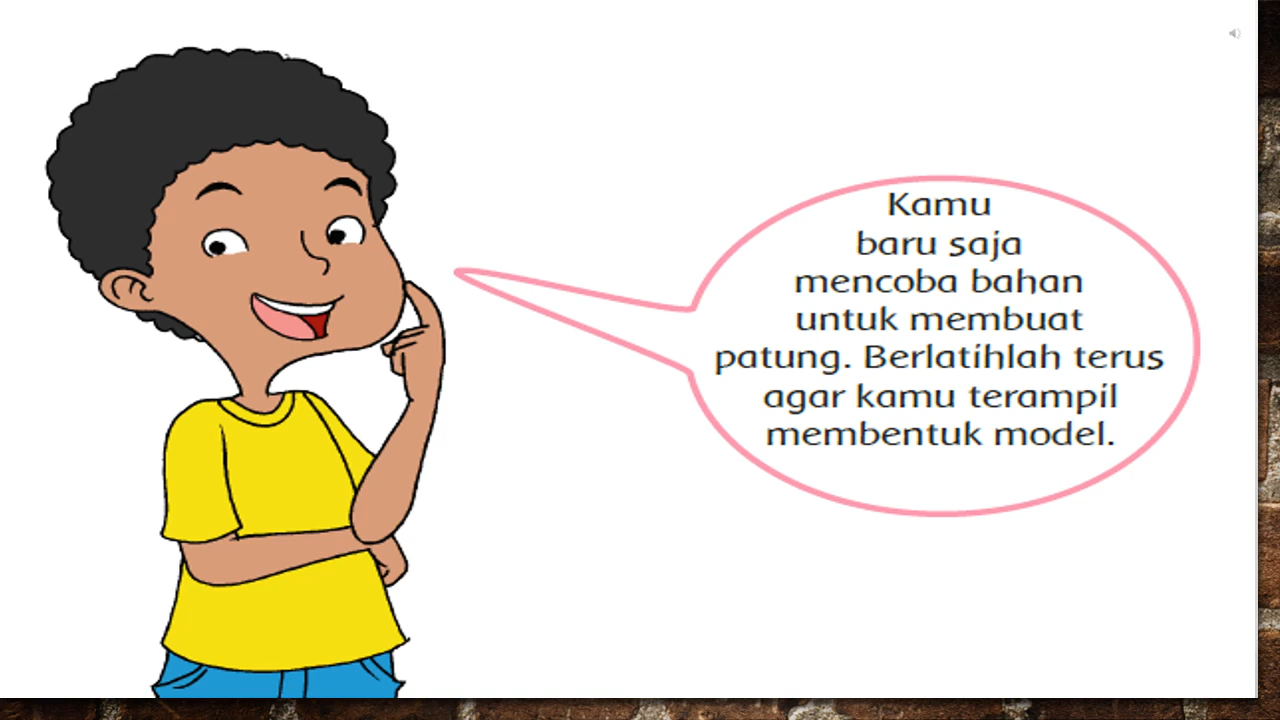 Kamu
baru saja
mencoba bahan
untuk membuat
patung. Berlatihlah terus
agar kamu terampil
membentuk model.